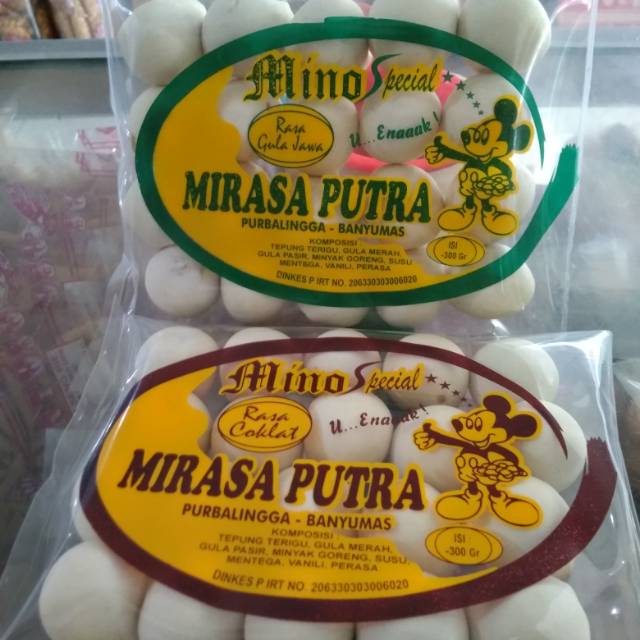 Mino Special
Rasa
Gula Jawa
U...Enaaak!
MIRASA PUTRA
PURBALINGGA - BANYUMAS
KOMPOSISI
TEPUNG TERIGU, GULA MERAH,
GULA PASIR, MINYAK GORENG, SUSU
MENTEGA, VANILI, PERASA
ISI
-300 Gr
DINKES P IRT NO. 206330303006020
Mino Special
Rasa
Coklat
U...Enaaak!
MIRASA PUTRA
PURBALINGGA - BANYUMAS
KOMPOSISI
TEPUNG TERIGU, GULA MERAH,
GULA PASIR, MINYAK GORENG, SUSU,
MENTEGA, VANILI, PERASA
ISI
-300 Gr
DINKES P IRT NO. 206330303006020